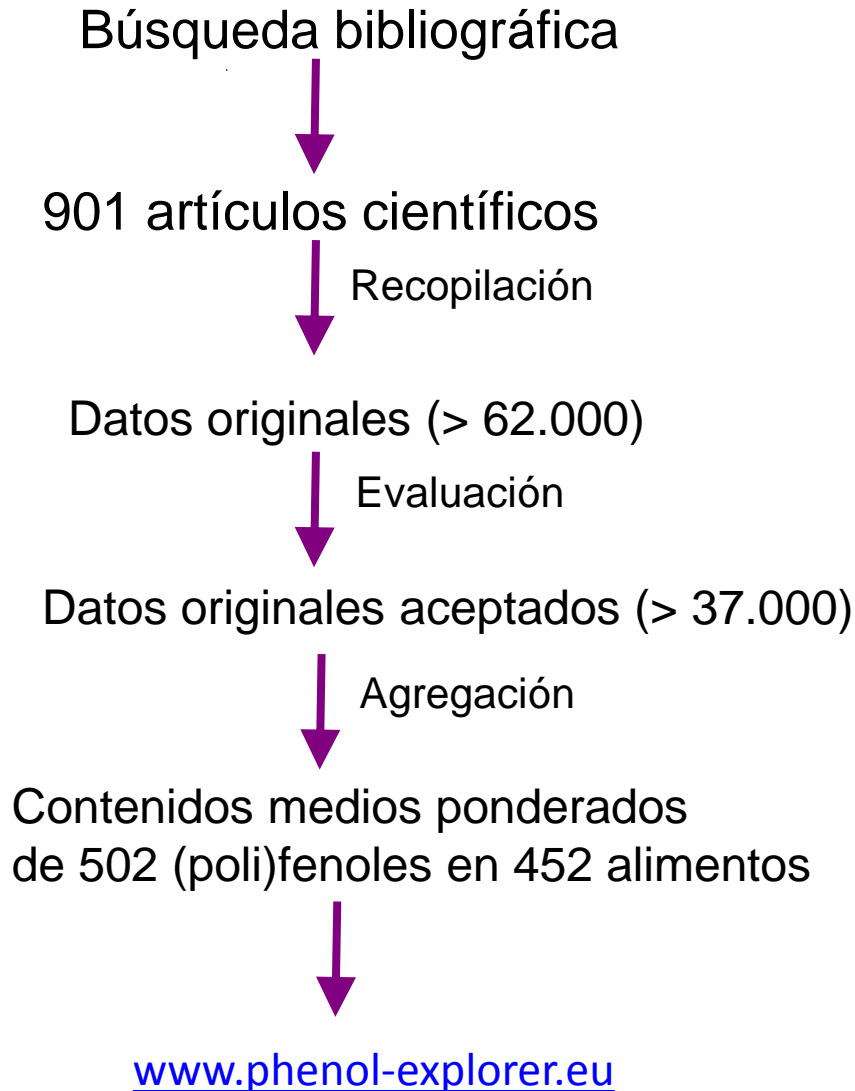 Búsqueda bibliográfica
901 artículos científicos
Recopilación
Datos originales (> 62.000)
Evaluación
Datos originales aceptados (> 37.000)
Agregación
Contenidos medios ponderados
de 502 (poli)fenoles en 452 alimentos
www.phenol-explorer.eu